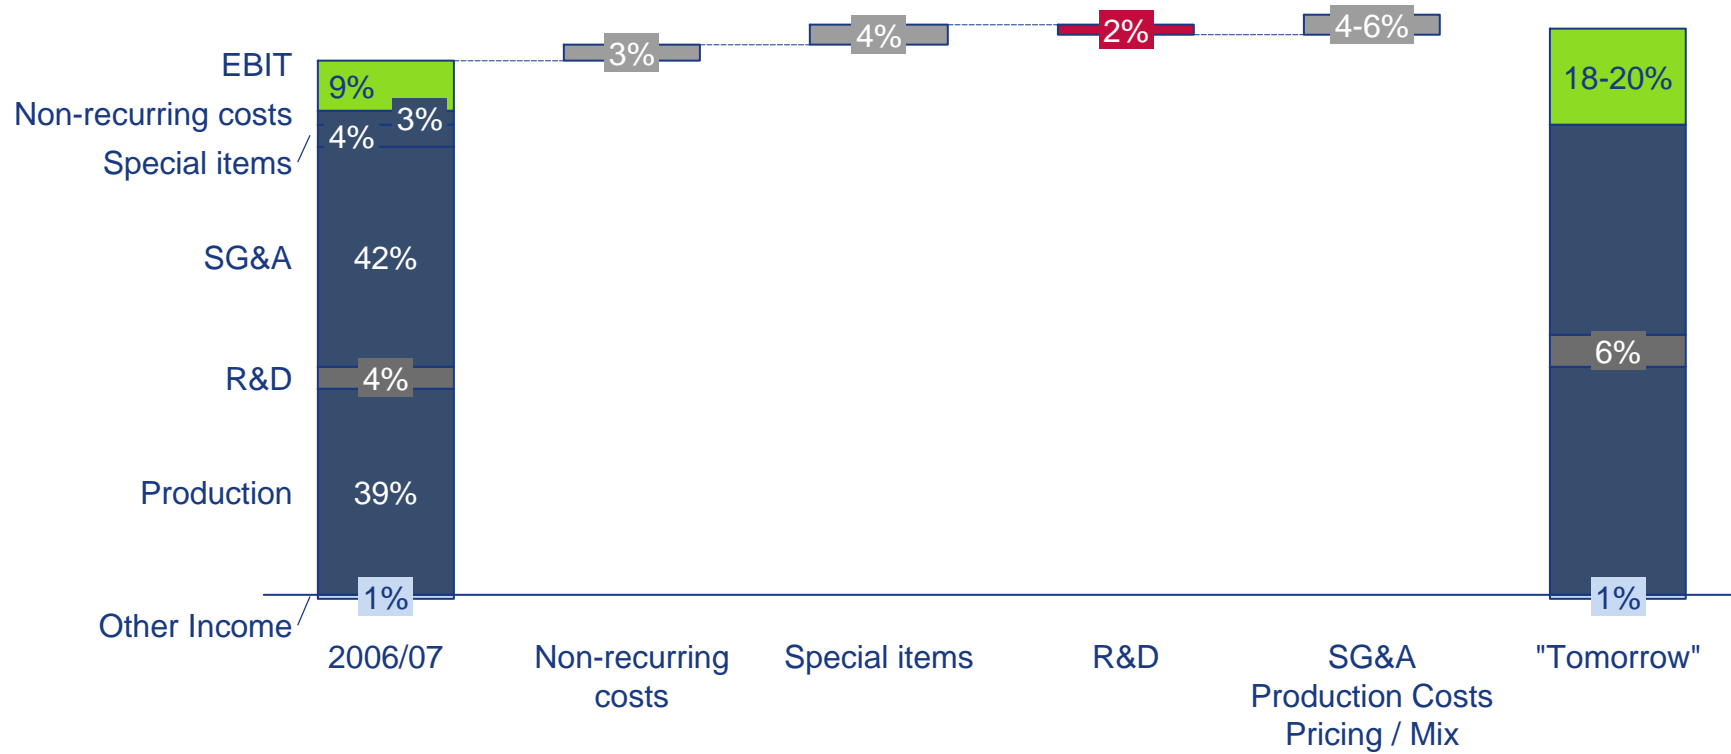 3%
4%
2%
4-6%
EBIT
9%
18-20%
Non-recurring costs
3%
4%
Special items
SG&A
42%
6%
R&D
4%
Production
39%
1%
1%
Other Income
2006/07
Non-recurring
costs
Special items
R&D
SG&A
Production Costs
Pricing / Mix
"Tomorrow"